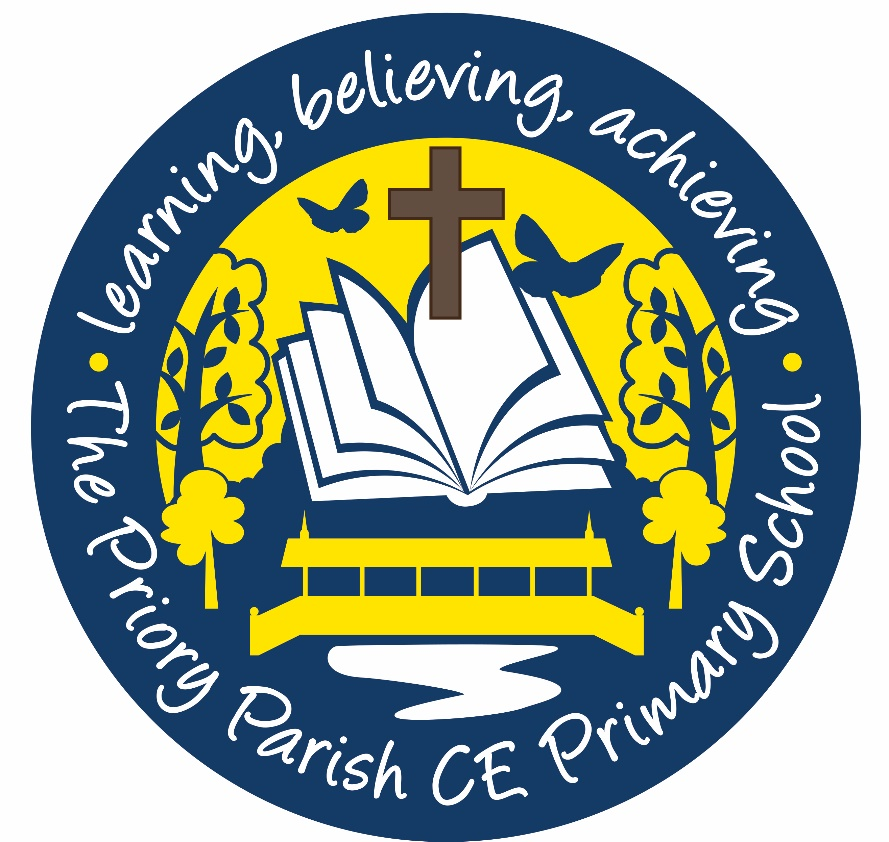 learning, believing, achieving
The Priory Parish CE Primary School